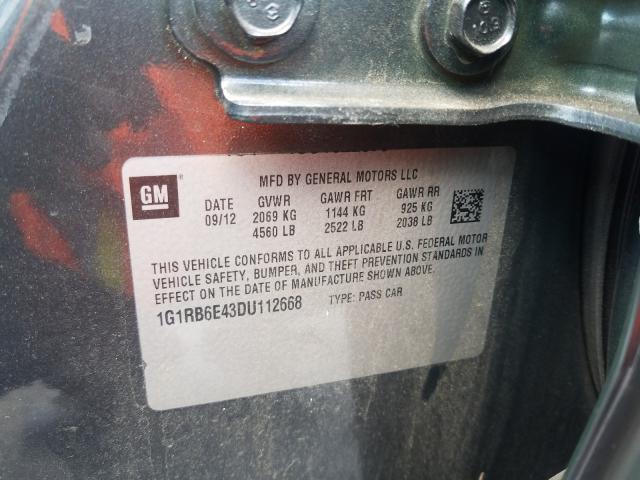 GM
MFD BY GENERAL MOTORS LLC
DATE GVWR GAWR FRT GAWR RR
09/12 2069 KG 1144 KG 925 KG
4560 LB 2522 LB 2038 LB
THIS VEHICLE CONFORMS TO ALL APPLICABLE U.S. FEDERAL MOTOR
VEHICLE SAFETY, BUMPER, AND THEFT PREVENTION STANDARDS IN
EFFECT ON THE DATE OF MANUFACTURE SHOWN ABOVE.
1G1RB6E43DU112668 TYPE: PASS CAR